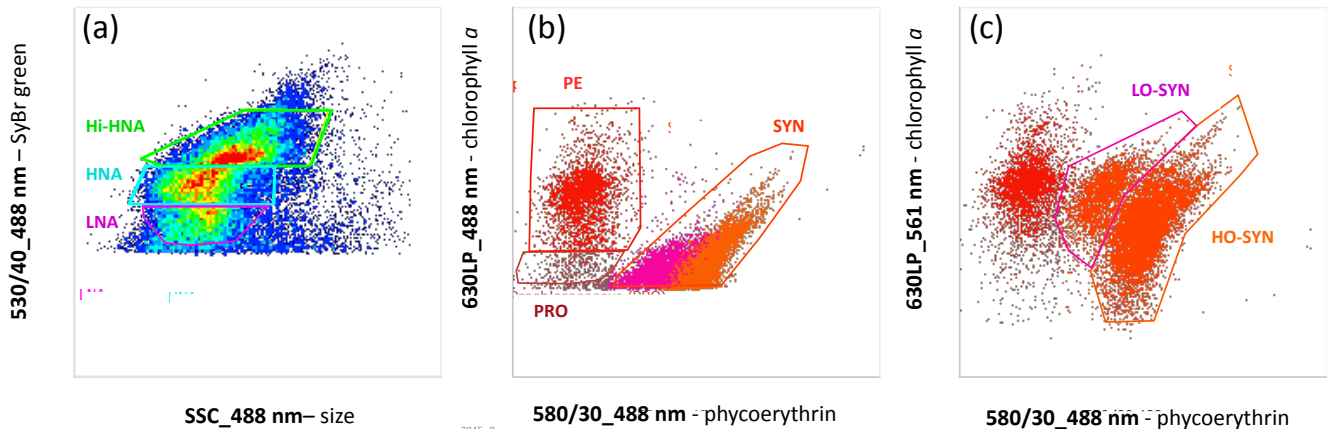 (a)
530/40_488 nm – SyBr green
Hi-HNA
HNA
LNA
SSC_488 nm– size
(b)
630LP_488 nm - chlorophyll a
PE
SYN
PRO
580/30_488 nm - phycoerythrin
(c)
630LP_561 nm - chlorophyll a
LO-SYN
HO-SYN
580/30_488 nm - phycoerythrin